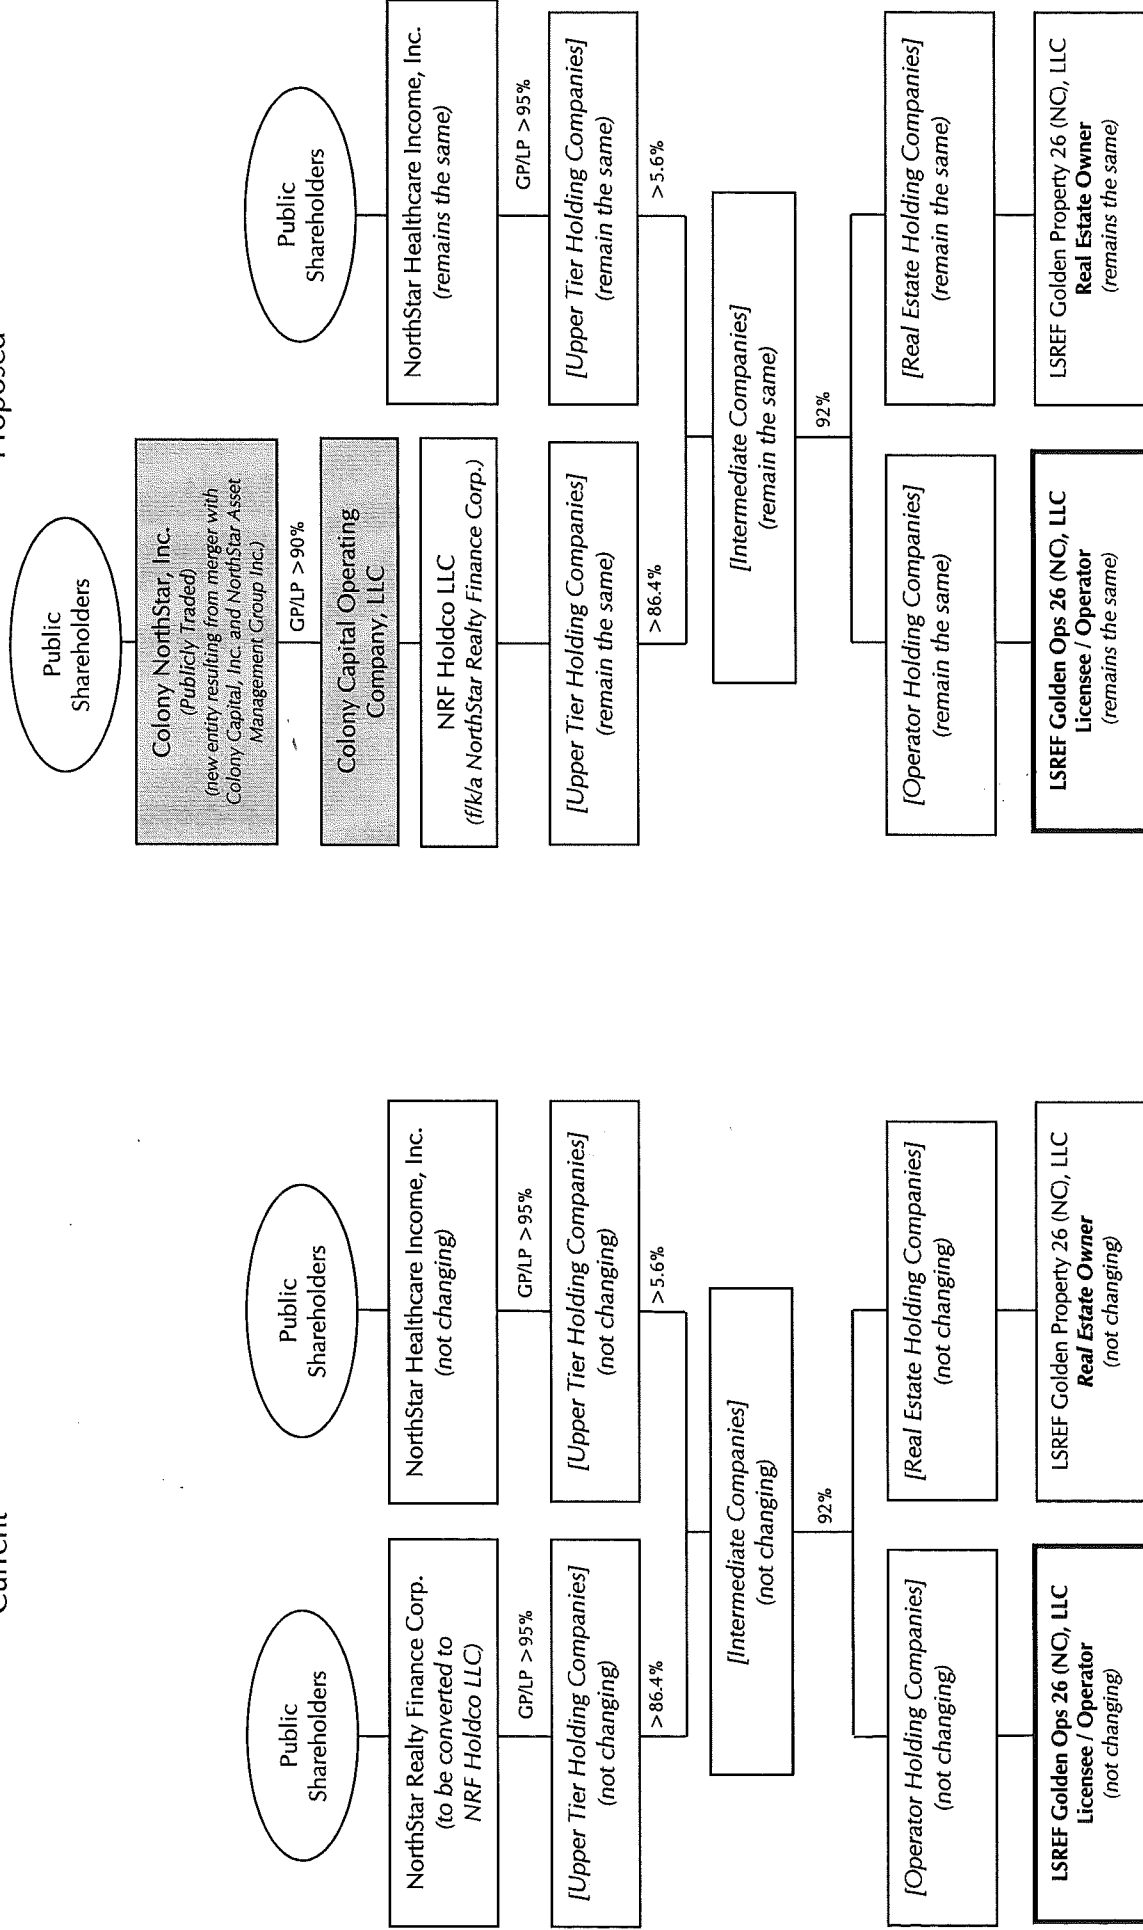 Current
Public
Shareholders
NorthStar Realty Finance Corp.
(to be converted to
NRF Holdco LLC)
GP/LP >95%
[Upper Tier Holding Companies]
(not changing)
>86.4%
Public
Shareholders
NorthStar Healthcare Income, Inc.
(not changing)
GP/LP >95%
[Upper Tier Holding Companies]
(not changing)
>5.6%
[Intermediate Companies]
(not changing)
92%
[Operator Holding Companies]
(not changing)
LSREF Golden Ops 26 (NC), LLC
Licensee / Operator
(not changing)
[Real Estate Holding Companies]
(not changing)
LSREF Golden Property 26 (NC), LLC
Real Estate Owner
(not changing)
Proposed
Public
Shareholders
Colony NorthStar, Inc.
(Publicly Traded)
(new entity resulting from merger with
Colony Capital, Inc. and NorthStar Asset
Management Group Inc.)
GP/LP >90%
Colony Capital Operating
Company, LLC
NRF Holdco LLC
(f/k/a NorthStar Realty Finance Corp.)
[Upper Tier Holding Companies]
(remain the same)
>86.4%
Public
Shareholders
NorthStar Healthcare Income, Inc.
(remains the same)
GP/LP >95%
[Upper Tier Holding Companies]
(remain the same)
>5.6%
[Intermediate Companies]
(remain the same)
92%
[Operator Holding Companies]
(remain the same)
LSREF Golden Ops 26 (NC), LLC
Licensee / Operator
(remains the same)
[Real Estate Holding Companies]
(remain the same)
LSREF Golden Property 26 (NC), LLC
Real Estate Owner
(remains the same)